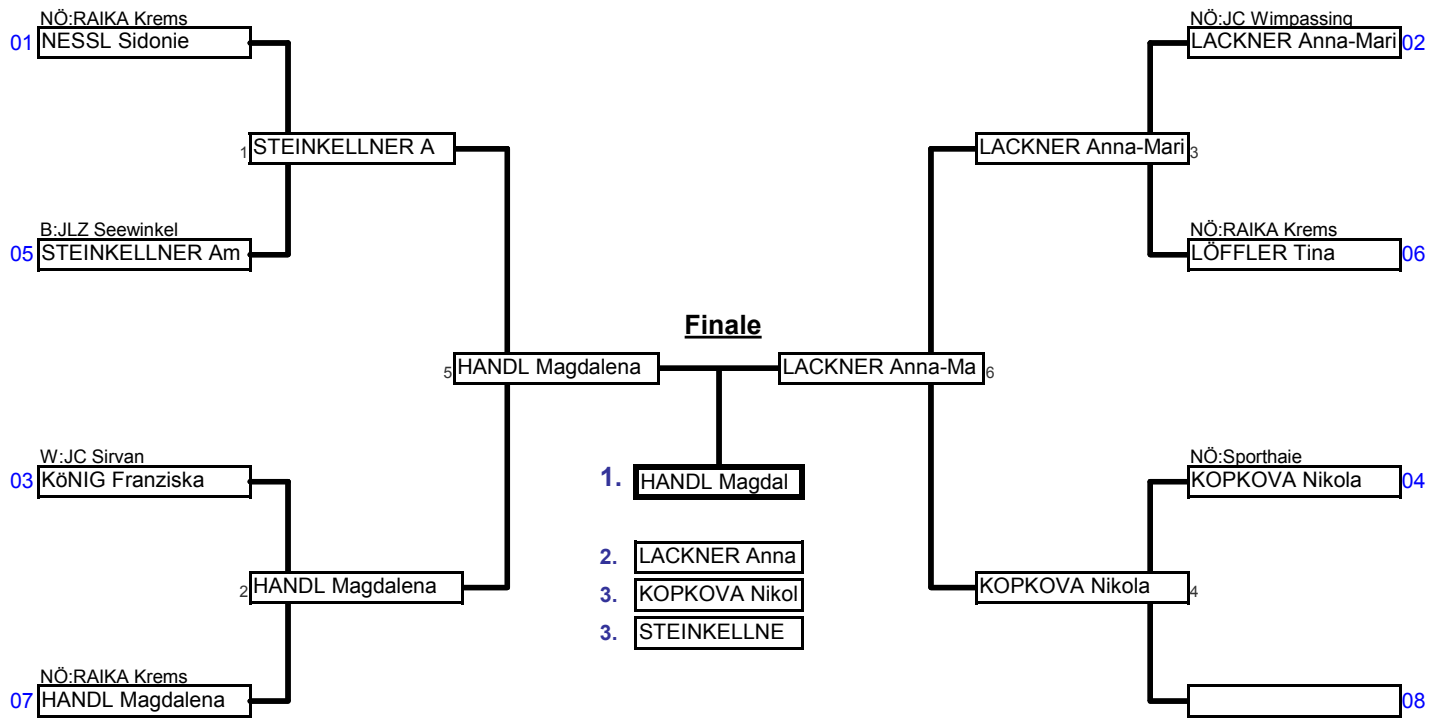 NÖ:RAIKA Krems
01 NESSL Sidonie
NÖ:JC Wimpassing
LACKNER Anna-Mari 02
1 STEINKELLNER A
LACKNER Anna-Mari 3
B:JLZ Seewinkel
05 STEINKELLNER Am
NÖ:RAIKA Krems
LÖFFLER Tina 06
Finale
5 HANDL Magdalena
LACKNER Anna-Ma 6
W:JC Sirvan
03 KöNIG Franziska
NÖ:Sporthaie
KOPKOVA Nikola 04
1. HANDL Magdal
2. LACKNER Anna
3. KOPKOVA Nikol
3. STEINKELLNE
2 HANDL Magdalena
KOPKOVA Nikola 4
NÖ:RAIKA Krems
07 HANDL Magdalena
08